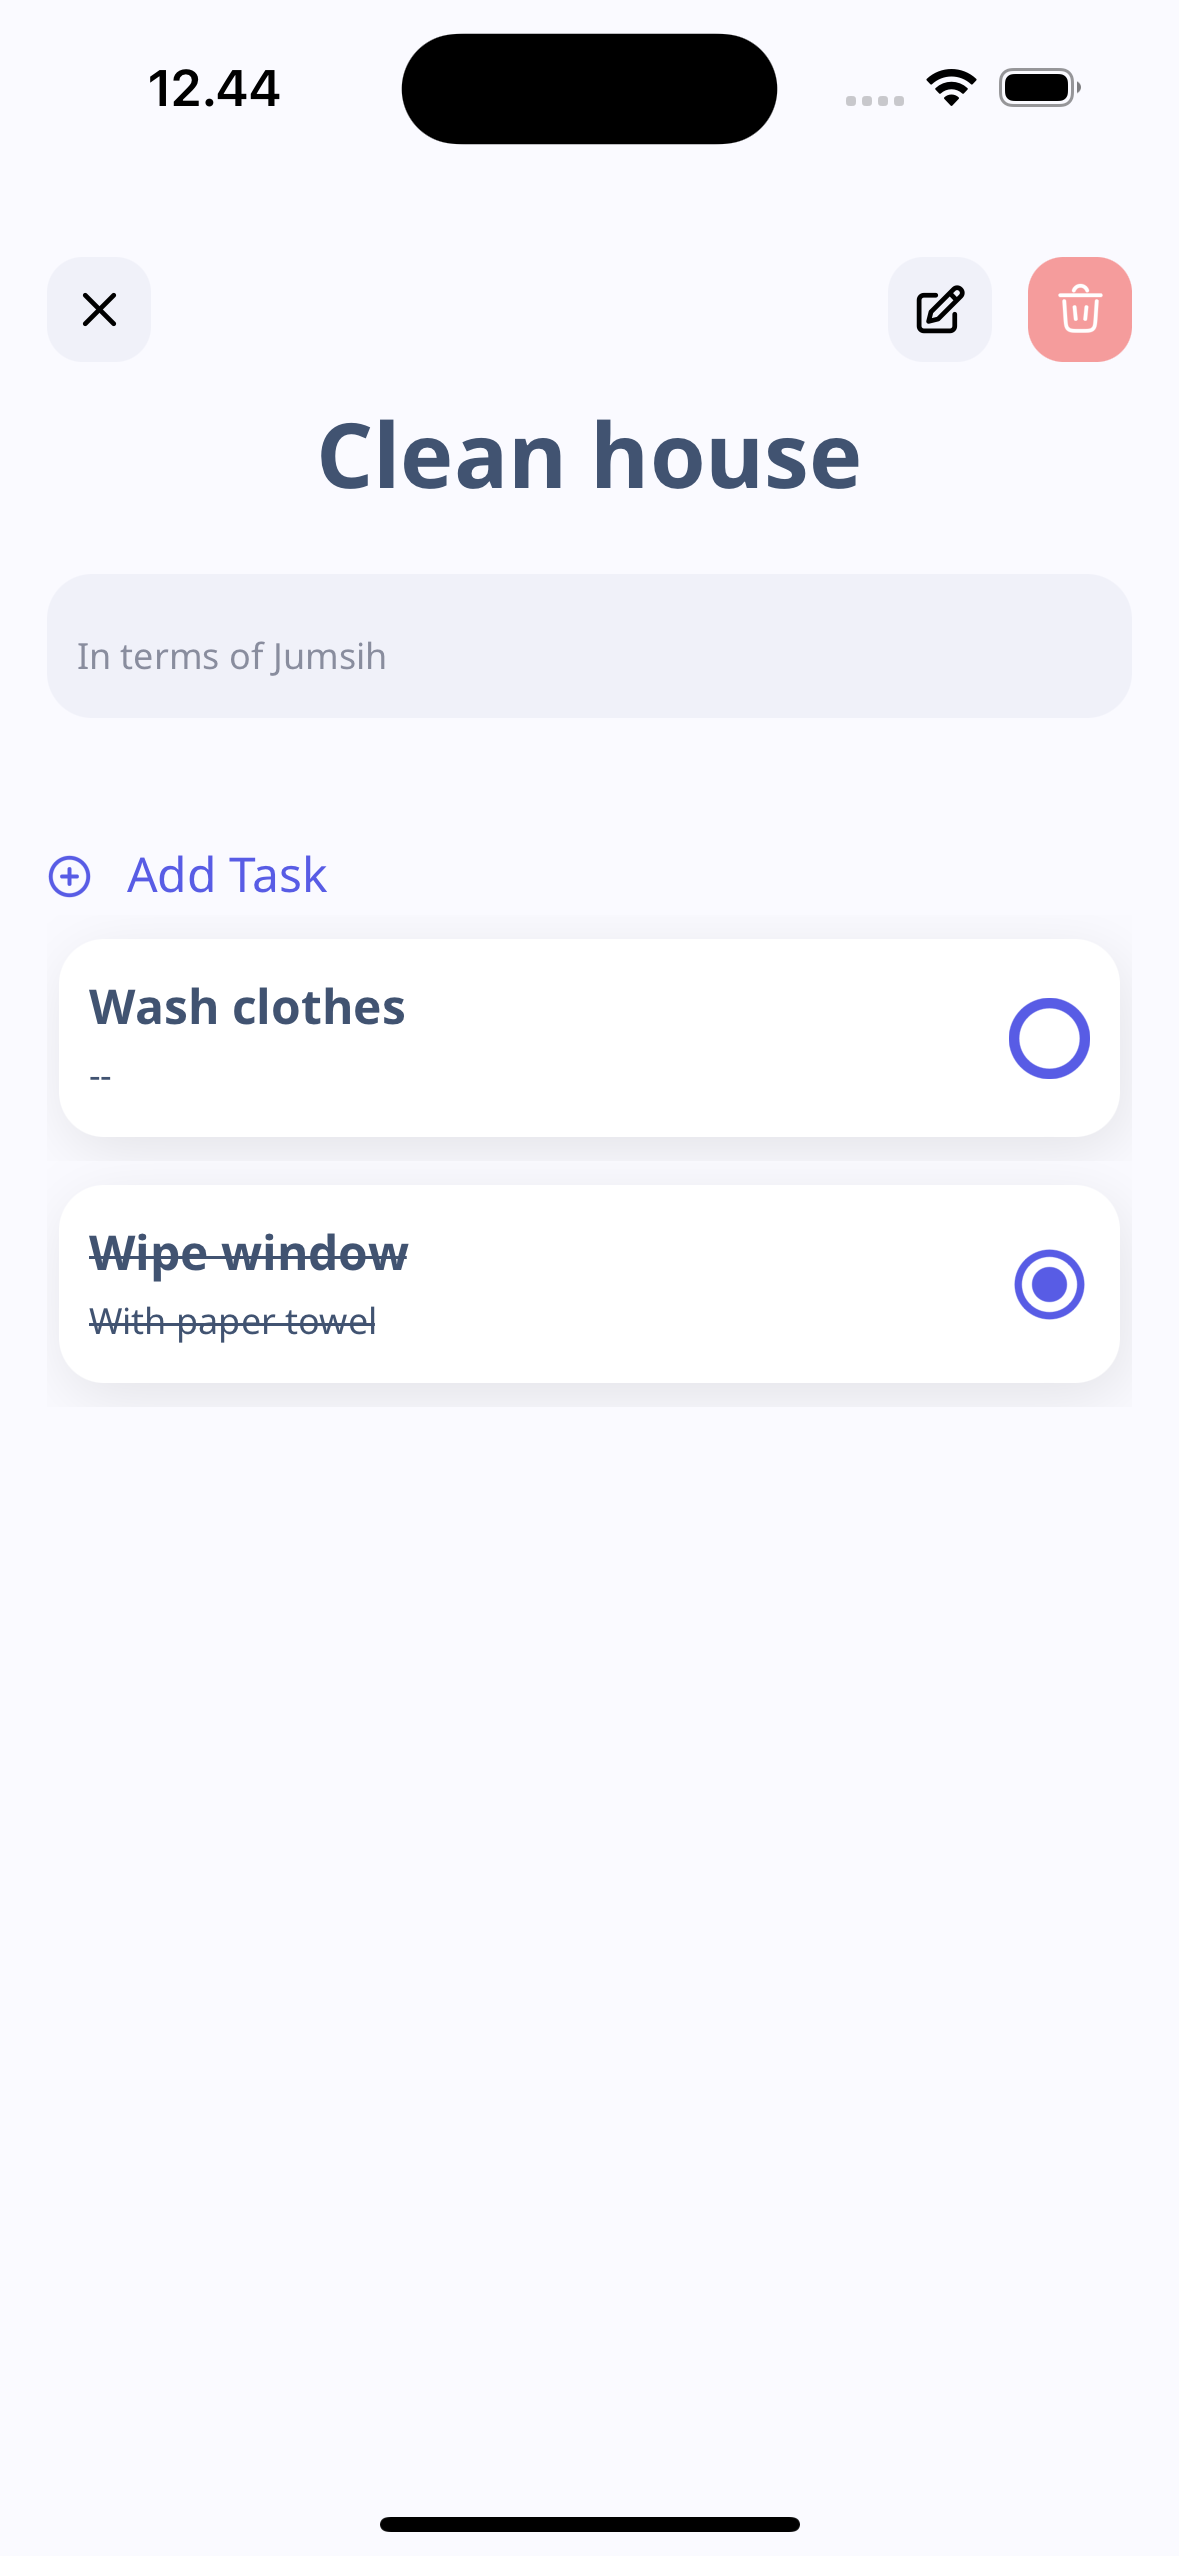 12.44
Clean house
In terms of Jumsih
Add Task
Wash clothes
--
Wipe window
With paper towel